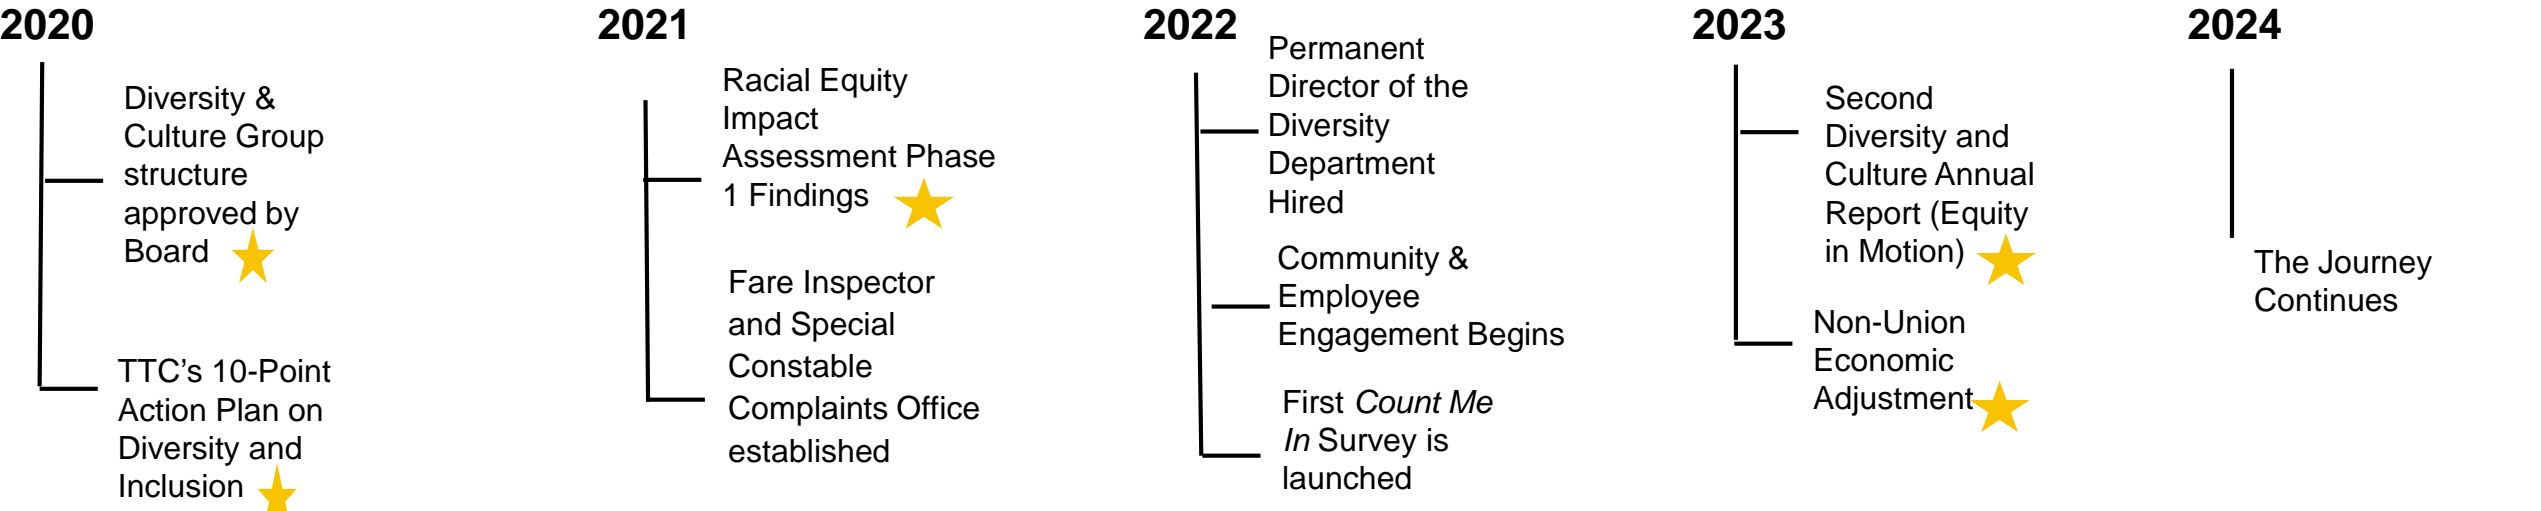 2020
Diversity &
Culture Group
structure
approved by
Board
TTC’s 10-Point
Action Plan on
Diversity and
Inclusion
2021
Racial Equity
Impact
Assessment Phase
1 Findings
Fare Inspector
and Special
Constable
Complaints Office
established
2022
Permanent
Director of the
Diversity
Department
Hired
Community &
Employee
Engagement Begins
First Count Me
In Survey is
launched
2023
Second
Diversity and
Culture Annual
Report (Equity
in Motion)
Non-Union
Economic
Adjustment
2024
The Journey
Continues